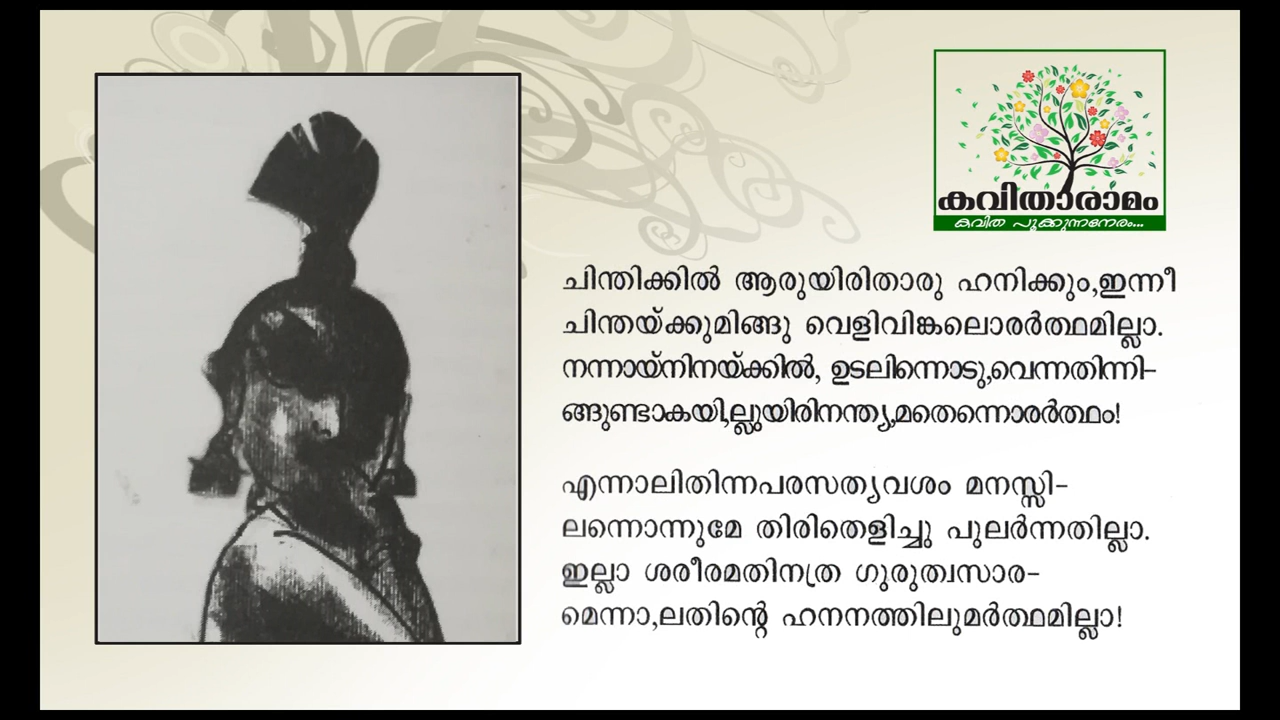 കവിതാരാമം
കവിത പൂക്കുന്നനേരം...
ചിന്തിക്കിൽ ആരുയിരിതാരു ഹനിക്കും,ഇന്നീ
ചിന്തയ്ക്കുമിങ്ങു വെളിവിങ്കലൊരർത്ഥമില്ലാ.
നന്നായ്നിനയ്ക്കിൽ, ഉടലിന്നൊടു,വെന്നതിന്നി-
ങ്ങുണ്ടാകയി,ല്ലുയിരിനന്ത്യ,മതെന്നൊരർത്ഥം!
എന്നാലിതിന്നപരസത്യവശം മനസ്സി-
ലന്നൊന്നുമേ തിരിതെളിച്ചു പുലർന്നതില്ലാ.
ഇല്ലാ ശരീരമതിനത്ര ഗുരുത്വസാര-
മെന്നാ,ലതിന്റെ ഹനനത്തിലുമർത്ഥമില്ലാ!